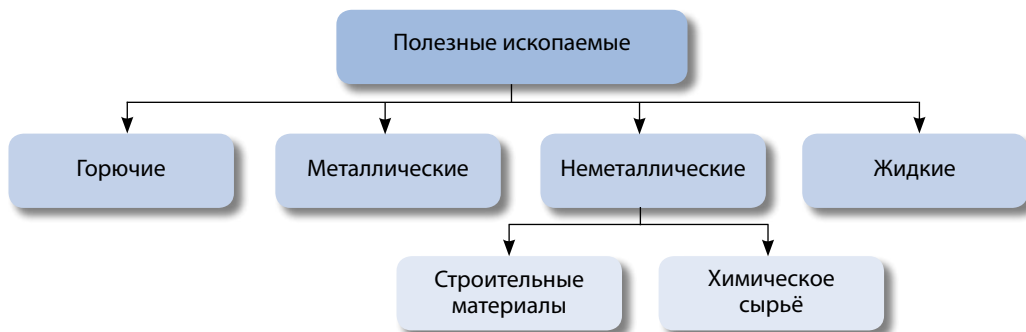 Полезные ископаемые
Горючие
Металлические
Неметаллические
Жидкие
Строительные
материалы
Химическое
сырьё